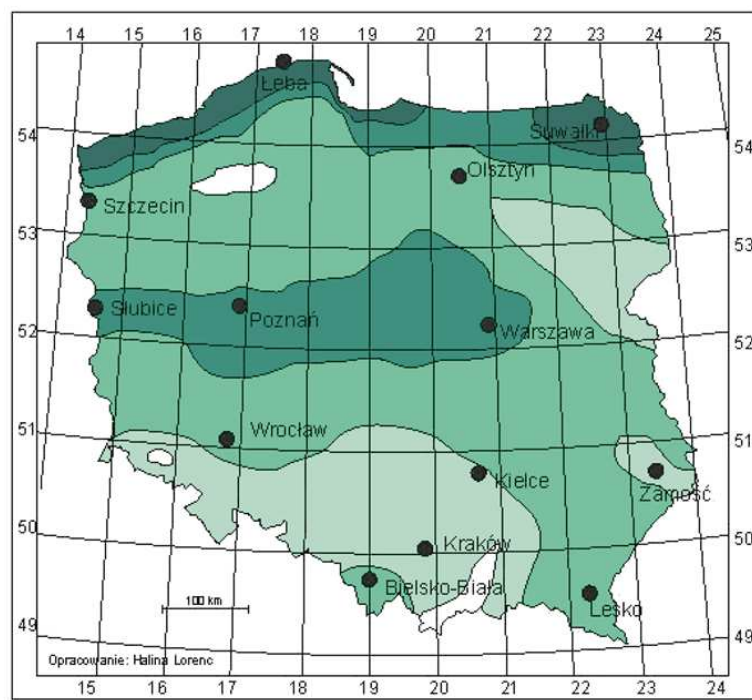 14 15 16 17 18 19 20 21 22 23 24 25
Łeba
54
Suwałki
54
Olsztyn
Szczecin
53
53
Słubice
Poznań
Warszawa
52
52
Wrocław
51
51
Kielce
Zamość
50
Kraków
50
Bielsko-Biała
Lesko
100 km
49
49
Opracowanie: Halina Lorenc
15 16 17 18 19 20 21 22 23 24